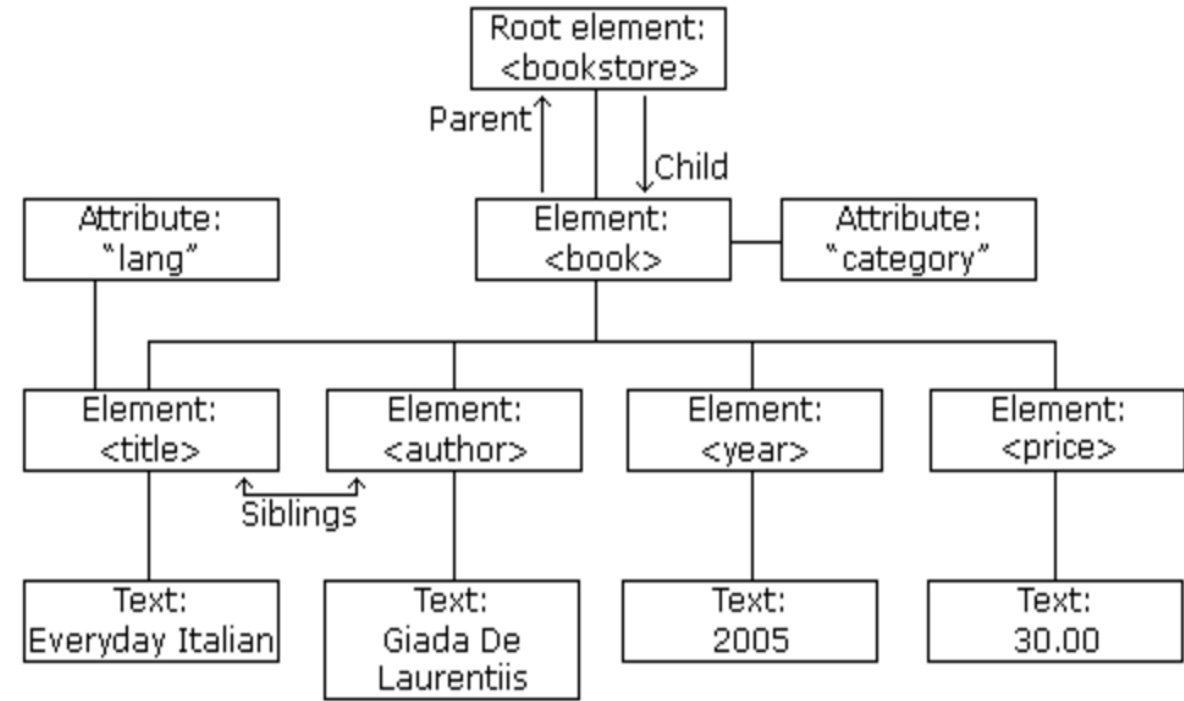 Root element:
<bookstore>
Parent
Child
Attribute:
“lang”
Element:
<book>
Attribute:
“category”
Element:
<title>
Element:
<author>
Element:
<year>
Element:
<price>
Siblings
Text:
Everyday Italian
Text:
Giada De
Laurentiis
Text:
2005
Text:
30.00